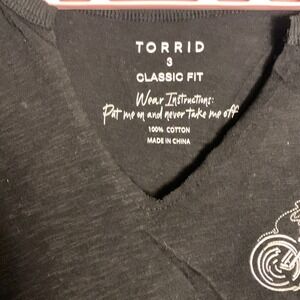 TORRID
3
CLASSIC FIT
Wear Instructions:
Put me on and never take me off
100% COTTON
MADE IN CHINA